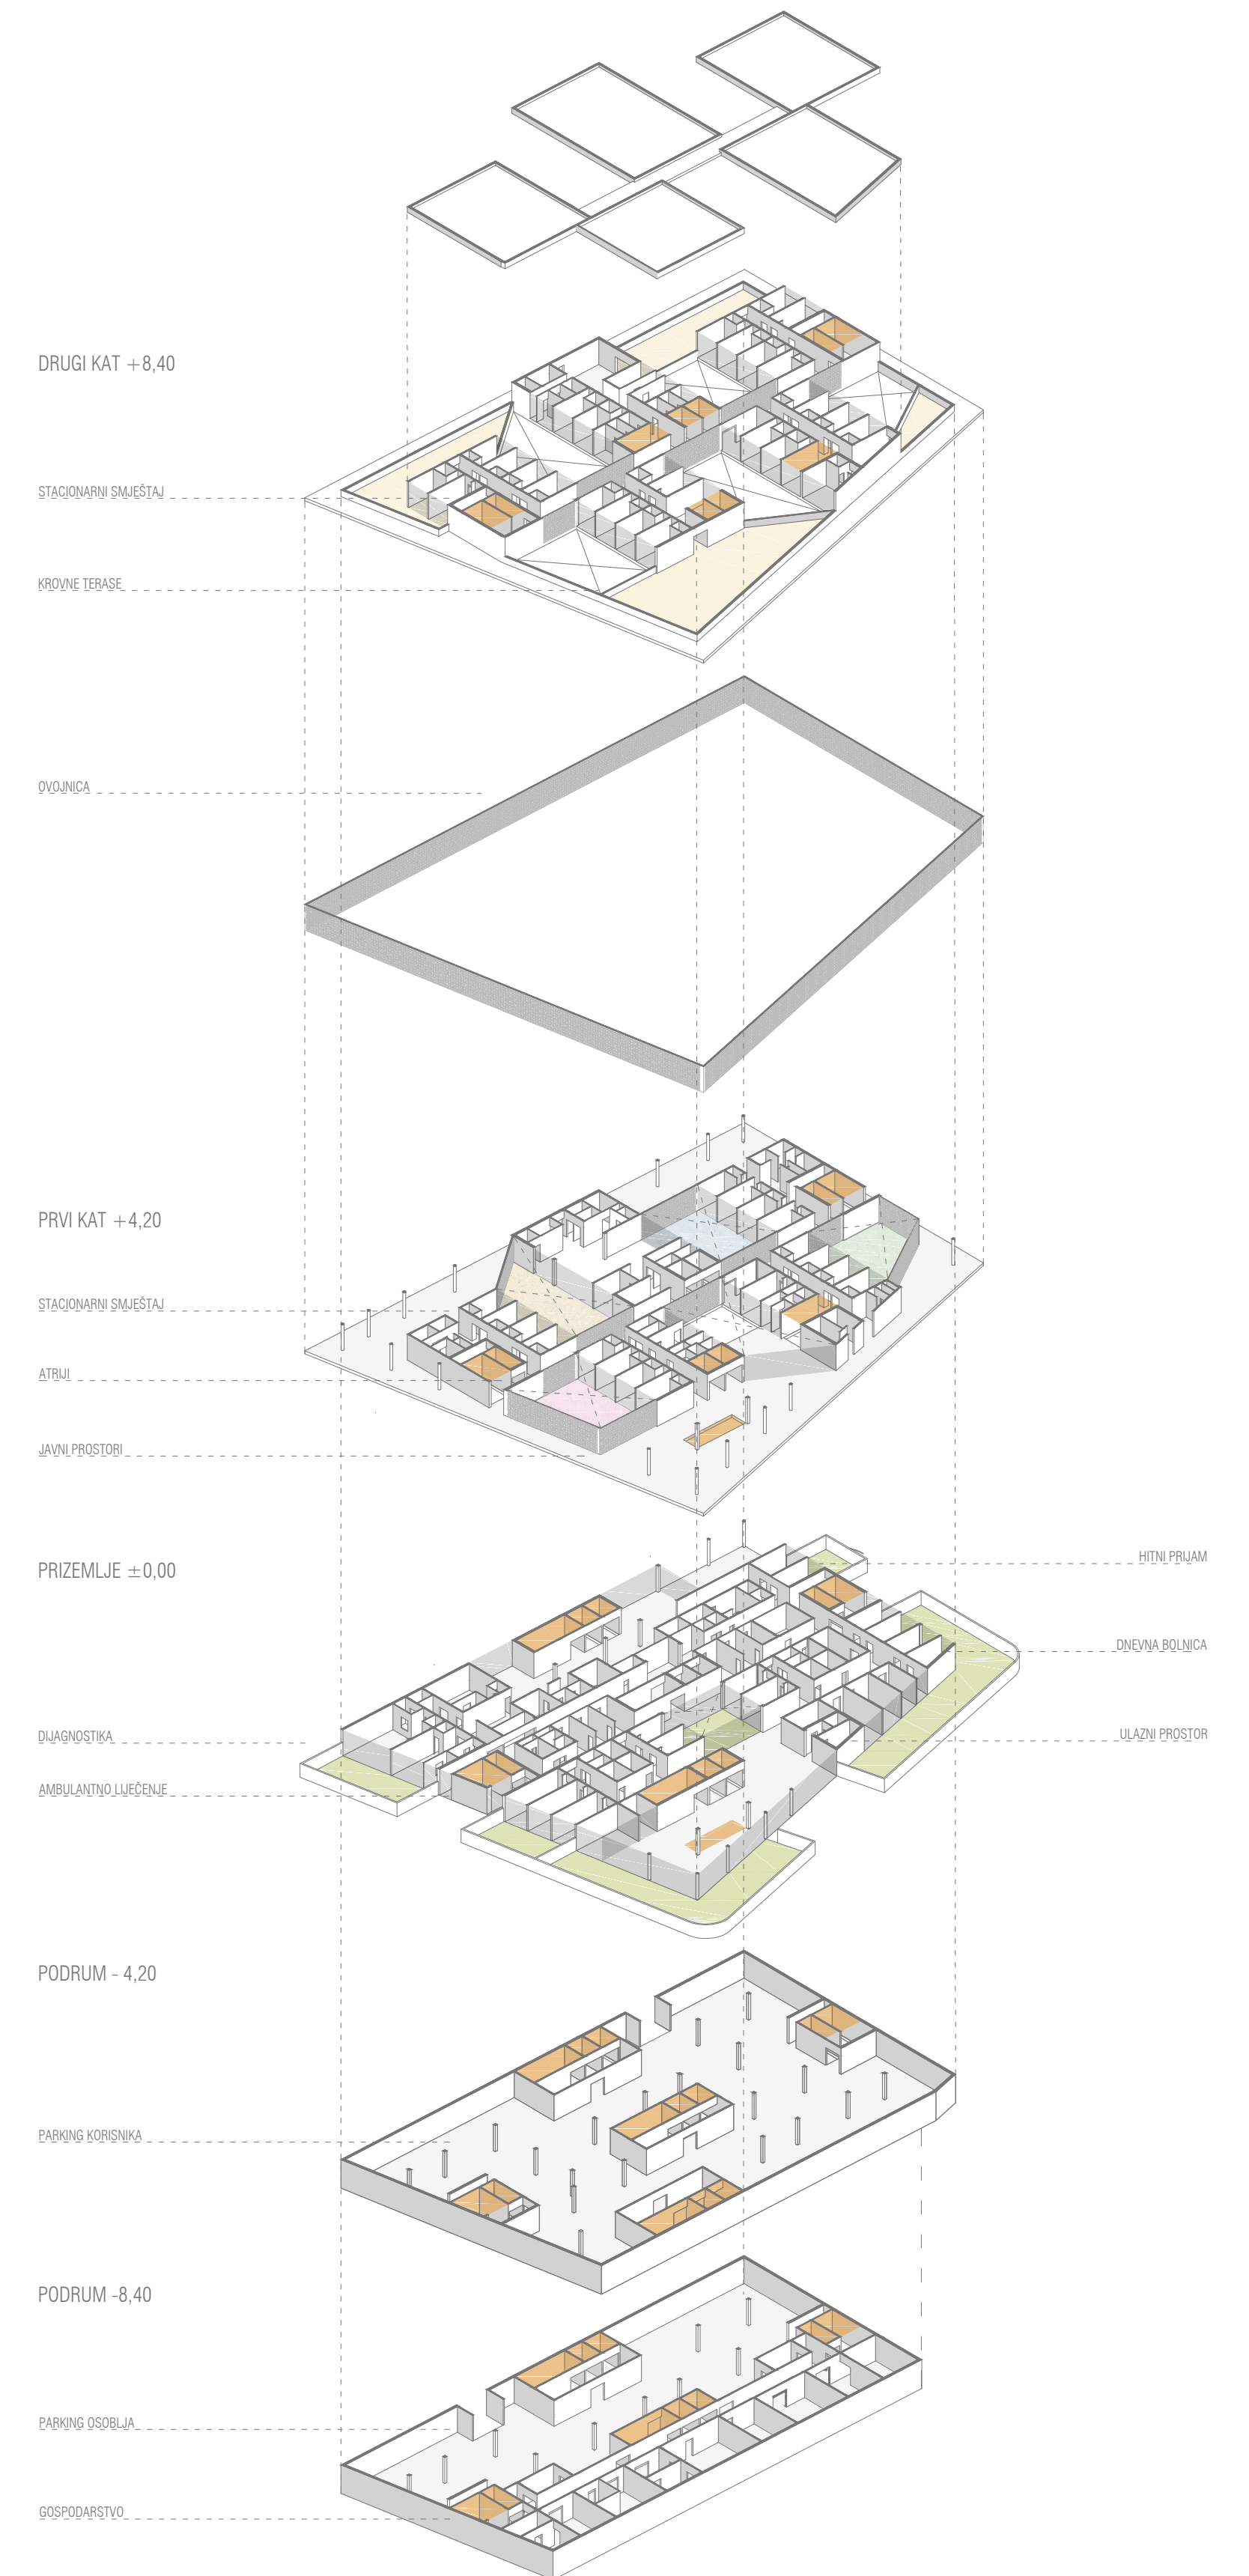 DRUGI KAT +8,40
STACIONARNI SMJEŠTAJ
KROVNE TERASE
OVOJNICA
PRVI KAT +4,20
STACIONARNI SMJEŠTAJ
ATRIJI
JAVNI PROSTORI
PRIZEMLJE ±0,00
HITNI PRIJAM
DNEVNA BOLNICA
DIJAGNOSTIKA
ULAZNI PROSTOR
AMBULANTNO LIJEČENJE
PODRUM - 4,20
PARKING KORISNIKA
PODRUM -8,40
PARKING OSOBLJA
GOSPODARSTVO